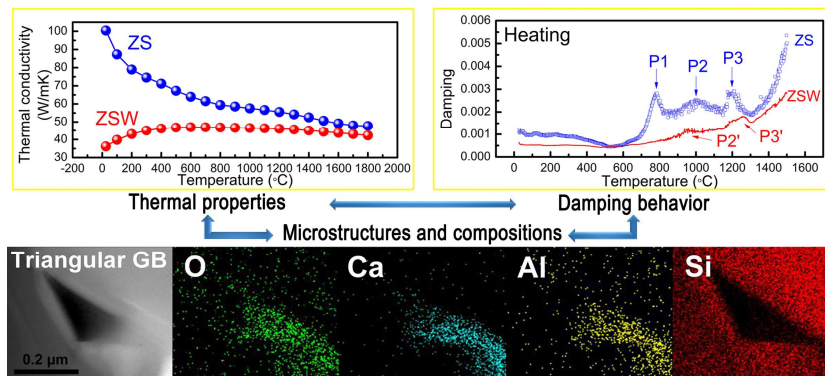 Thermal conductivity
(W/mK)
100
90
80
70
60
50
40
30
ZS
ZSW
-200 0 200 400 600 800 1000 1200 1400 1600 1800 2000
Temperature (°C)
Heating
Damping
0.006
0.005
0.004
0.003
0.002
0.001
0.000
P1
P2
P3
ZS
ZSW
P2'
P3'
0 200 400 600 800 1000 1200 1400 1600
Temperature (°C)
Thermal properties
Damping behavior
Microstructures and compositions
Triangular GB
0.2 μm
O
Ca
Al
Si